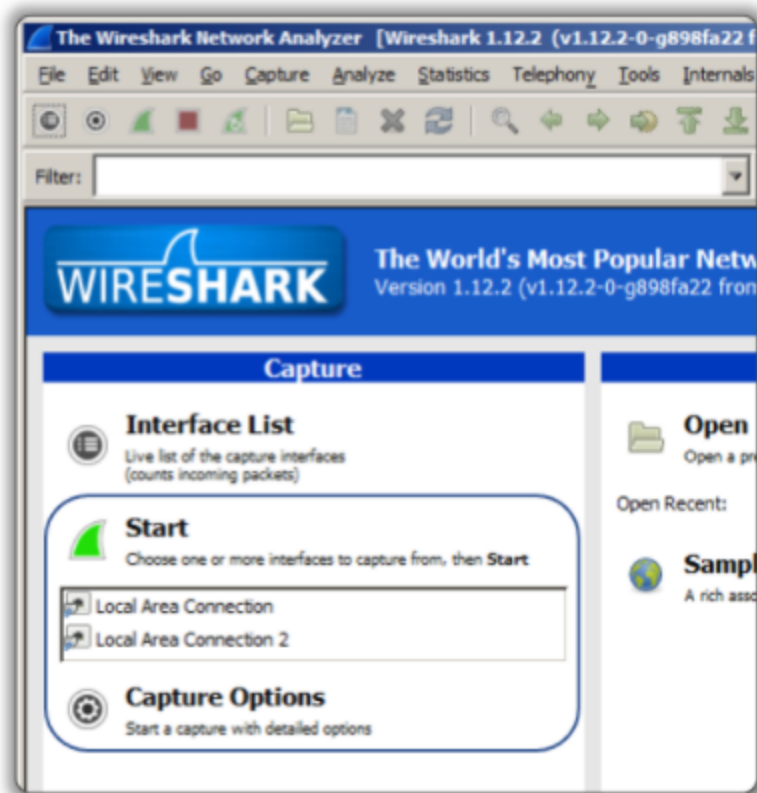 The Wireshark Network Analyzer [Wireshark 1.12.2 (v1.12.2-0-g898fa22 f
File Edit View Go Capture Analyze Statistics Telephony Tools Internals
Filter:
WIRESHARK
The World's Most Popular Netw
Version 1.12.2 (v1.12.2-0-g898fa22 from
Capture
Interface List
Live list of the capture interfaces
(counts incoming packets)
Start
Choose one or more interfaces to capture from, then Start
Local Area Connection
Local Area Connection 2
Capture Options
Start a capture with detailed options
Open
Open a pre
Open Recent:
Sampl
A rich asso